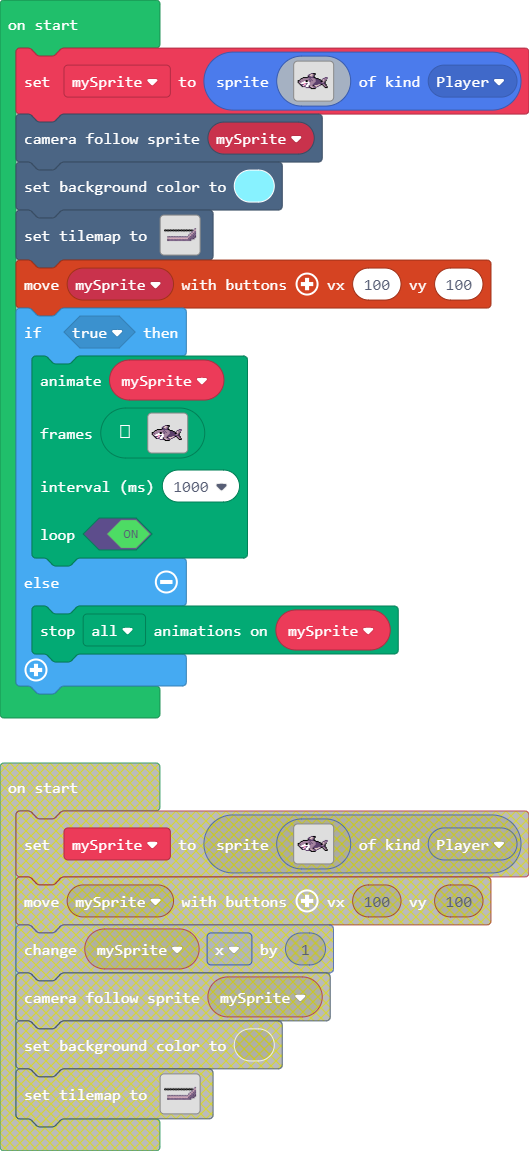 on start
set mySprite to sprite of kind Player
camera follow sprite mySprite
set background color to
set tilemap to
move mySprite with buttons vx 100 vy 100
if true then
animate mySprite
frames
interval (ms) 1000
loop ON
else
stop all animations on mySprite
on start
set mySprite to sprite of kind Player
move mySprite with buttons vx 100 vy 100
change mySprite x by 1
camera follow sprite mySprite
set background color to
set tilemap to